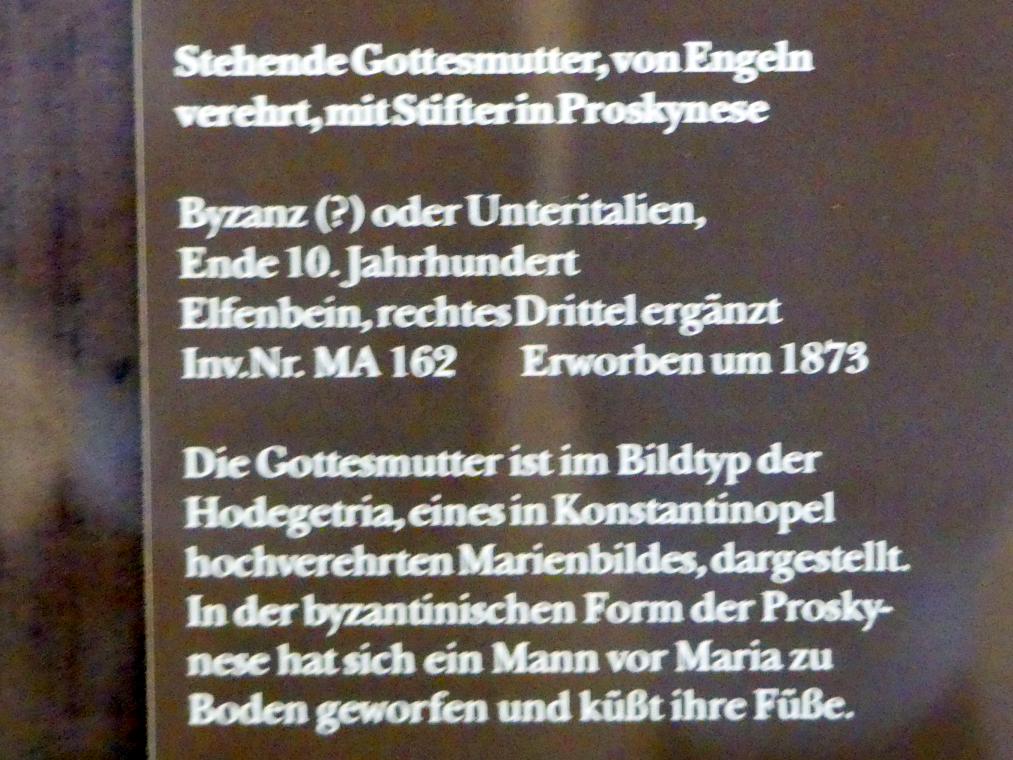 Stehende Gottesmutter, von Engeln
verehrt, mit Stifter in Proskynese
Byzanz (?) oder Unteritalien,
Ende 10. Jahrhundert
Elfenbein, rechtes Drittel ergänzt
Inv.Nr. MA 162 Erworben um 1873
Die Gottesmutter ist im Bildtyp der
Hodegetria, eines in Konstantinopel
hochverehrten Marienbildes, dargestellt.
In der byzantinischen Form der Prosky-
nese hat sich ein Mann vor Maria zu
Boden geworfen und küßt ihre Füße.